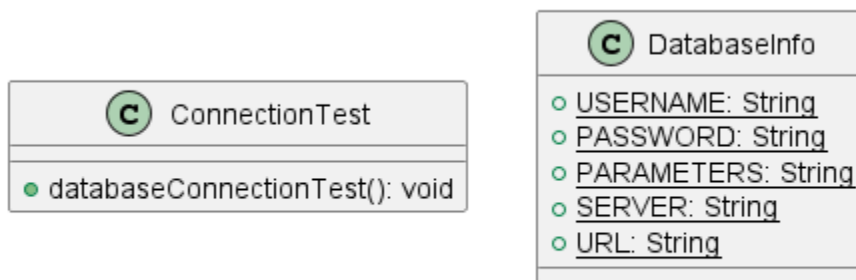 C ConnectionTest
databaseConnectionTest(): void
C DatabaseInfo
USERNAME: String
PASSWORD: String
PARAMETERS: String
SERVER: String
URL: String